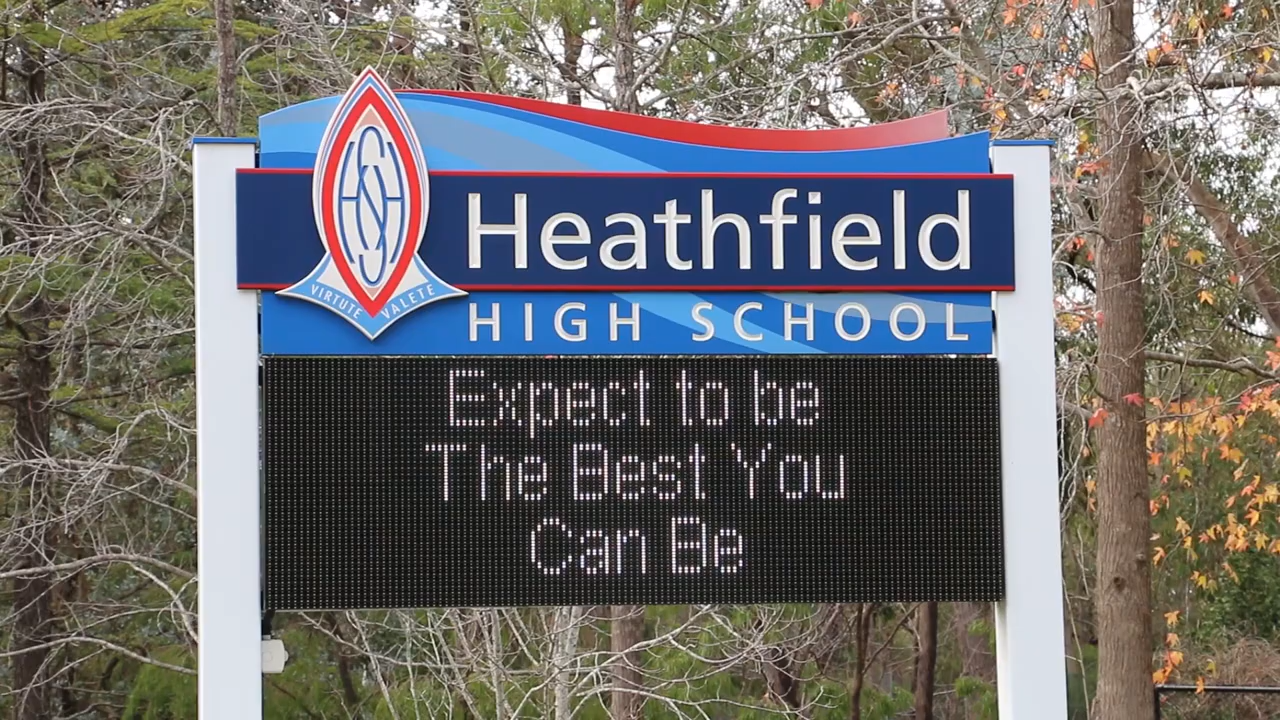 Heathfield
HIGH SCHOOL
VIRTUTE VALETE
Expect to be
The Best You
Can Be